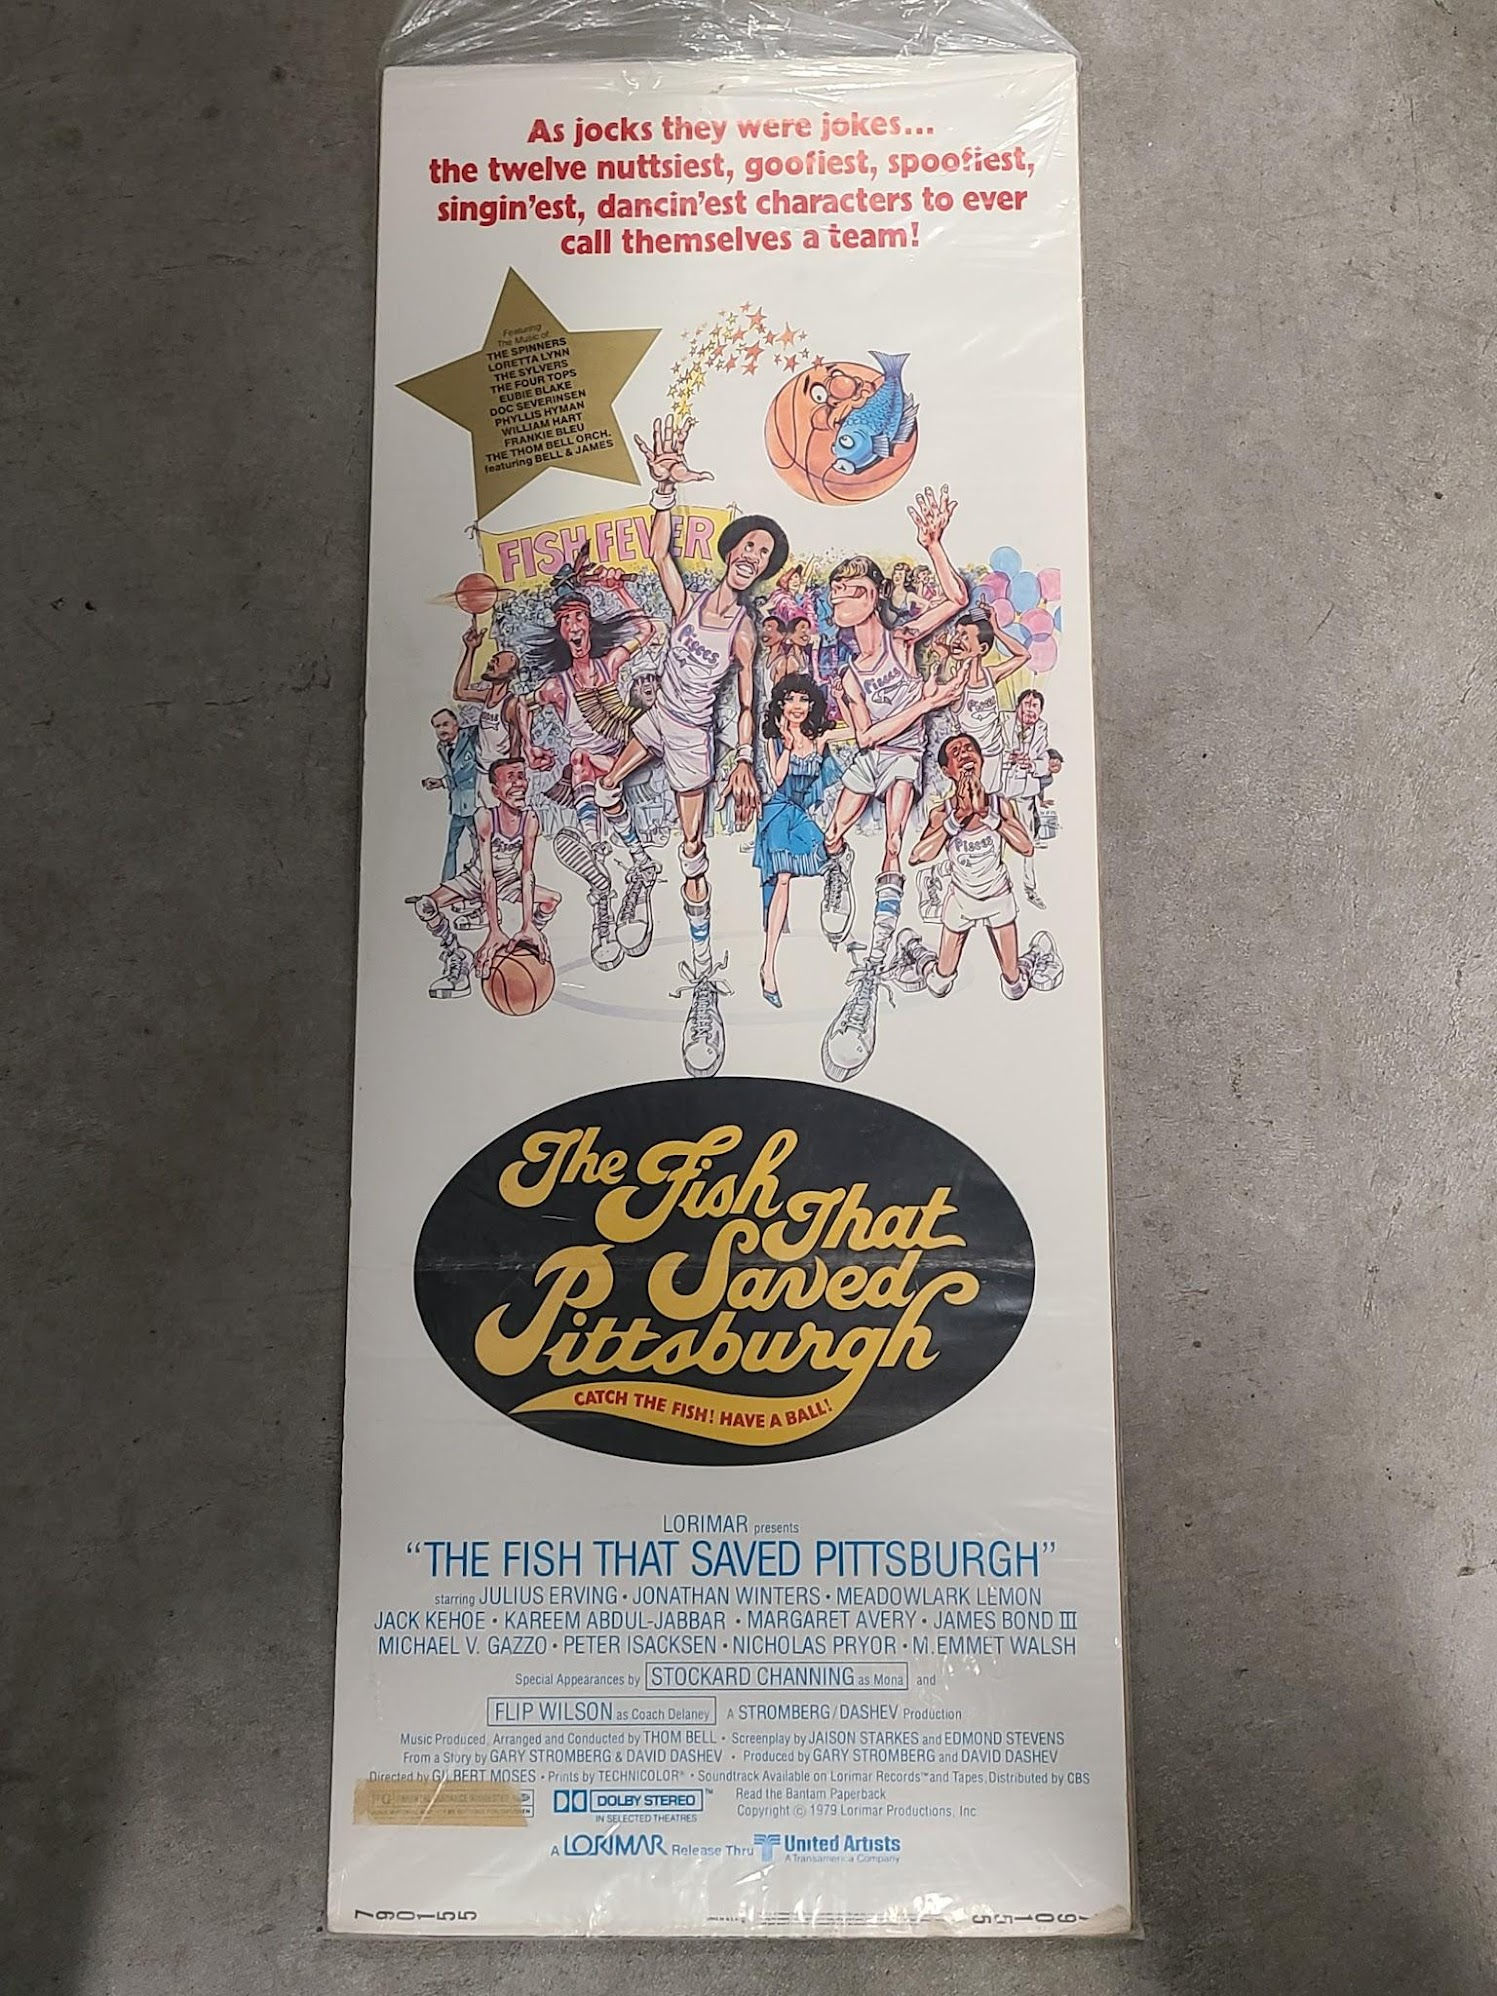 As jocks they were jokes...
the twelve nuttsiest, goofiest, spoofiest,
singin'est, dancin'est characters to ever
call themselves a team!
Featuring
The Music of:
THE SPINNERS
LORETTA LYNN
THE SYLVERS
THE FOUR TOPS
EUBIE BLAKE
DOC SEVERINSEN
PHYLLIS HYMAN
WILLIAM HART
FRANKIE BLEU
THE THOM BELL ORCH.
featuring BELL & JAMES
FISH FEVER
Pisces
Pisces
Pisces
Pisces
Pisces
Pisces
The Fish
That
Saved
Pittsburgh
CATCH THE FISH! HAVE A BALL!
LORIMAR presents
"THE FISH THAT SAVED PITTSBURGH"
starring JULIUS ERVING • JONATHAN WINTERS • MEADOWLARK LEMON
JACK KEHOE • KAREEM ABDUL-JABBAR • MARGARET AVERY • JAMES BOND III
MICHAEL V. GAZZO • PETER ISACKSEN • NICHOLAS PRYOR • M. EMMET WALSH
Special Appearances by STOCKARD CHANNING as Mona and
FLIP WILSON as Coach Delaney A STROMBERG/DASHEV Production
Music Produced, Arranged and Conducted by THOM BELL • Screenplay by JAISON STARKES and EDMOND STEVENS
From a Story by GARY STROMBERG & DAVID DASHEV • Produced by GARY STROMBERG and DAVID DASHEV
Directed by GILBERT MOSES • Prints by TECHNICOLOR® • Soundtrack Available on Lorimar Records™ and Tapes, Distributed by CBS
PG
DOLBY STEREO™
IN SELECTED THEATRES
Read the Bantam Paperback
Copyright © 1979 Lorimar Productions, Inc.
A LORIMAR Release Thru United Artists
A Transamerica Company
790155
790155